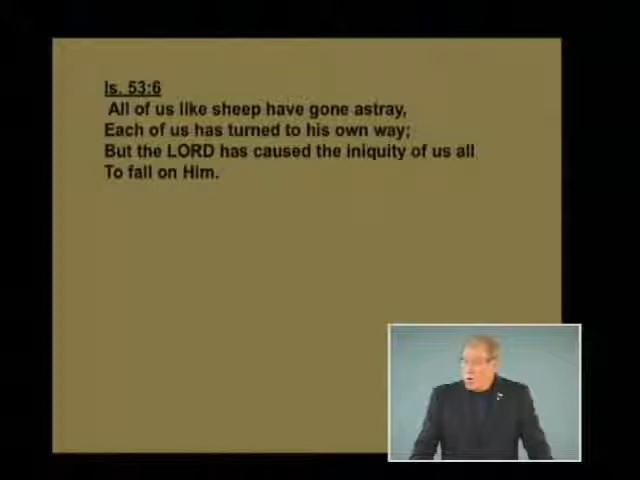 Is. 53:6
All of us like sheep have gone astray,
Each of us has turned to his own way;
But the LORD has caused the iniquity of us all
To fall on Him.